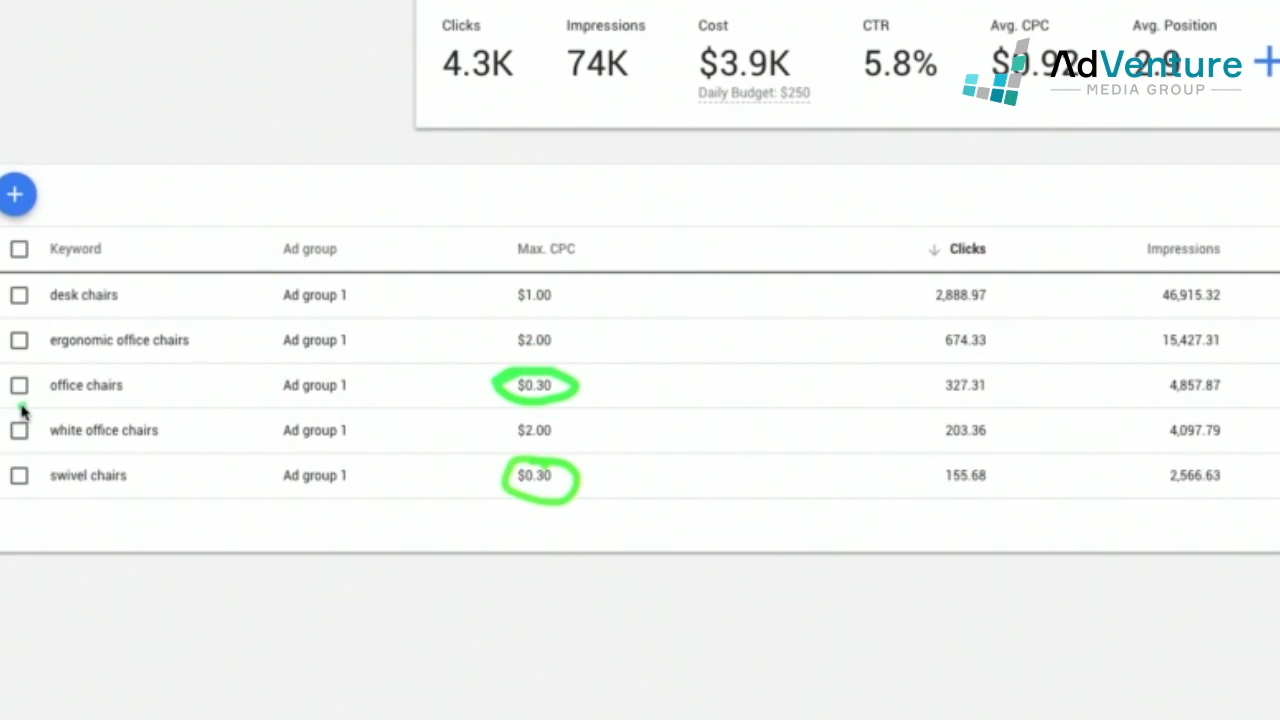 Clicks Impressions Cost CTR Avg. CPC Avg. Position
4.3K 74K $3.9K 5.8%
AdVenture
MEDIA GROUP
Daily Budget: $250
Keyword Ad group Max. CPC Clicks Impressions
desk chairs Ad group 1 $1.00 2,888.97 46,915.32
ergonomic office chairs Ad group 1 $2.00 674.33 15,427.31
office chairs Ad group 1 $0.30 327.31 4,857.87
white office chairs Ad group 1 $2.00 203.36 4,097.79
swivel chairs Ad group 1 $0.30 155.68 2,566.63